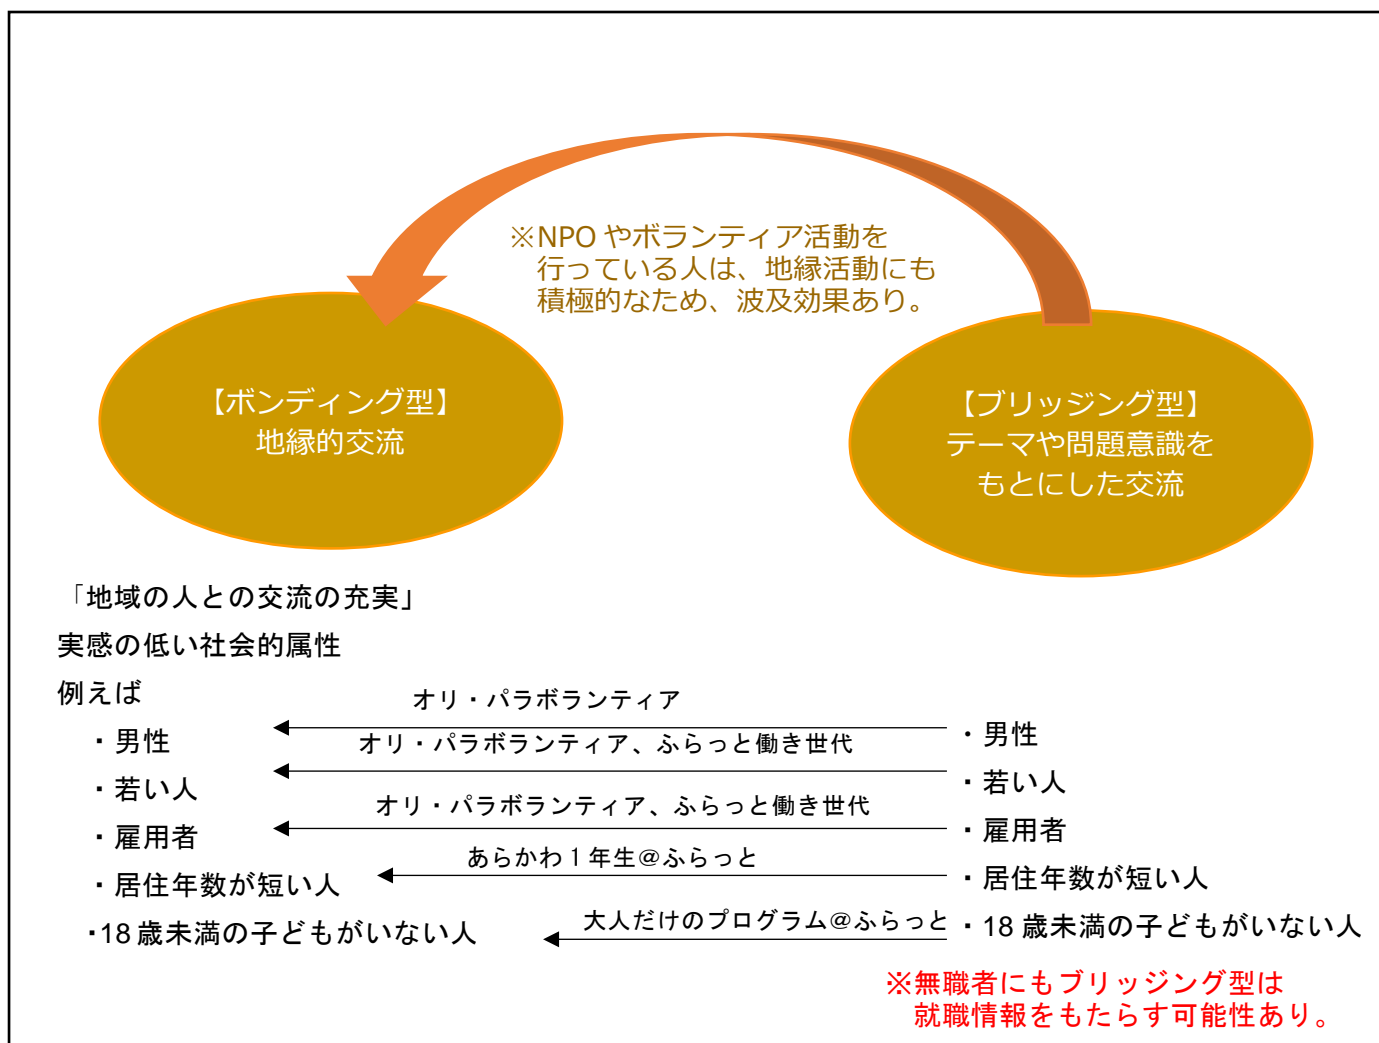 ※NPO やボランティア活動を
行っている人は、地縁活動にも
積極的なため、波及効果あり。
【ボンディング型】
地縁的交流
【ブリッジング型】
テーマや問題意識を
もとにした交流
「地域の人との交流の充実」
実感の低い社会的属性
例えば
・男性
・若い人
・雇用者
・居住年数が短い人
・18 歳未満の子どもがいない人
オリ・パラボランティア
オリ・パラボランティア、ふらっと働き世代
オリ・パラボランティア、ふらっと働き世代
あらかわ１年生＠ふらっと
大人だけのプログラム＠ふらっと
・男性
・若い人
・雇用者
・居住年数が短い人
・18 歳未満の子どもがいない人
※無職者にもブリッジング型は
就職情報をもたらす可能性あり。